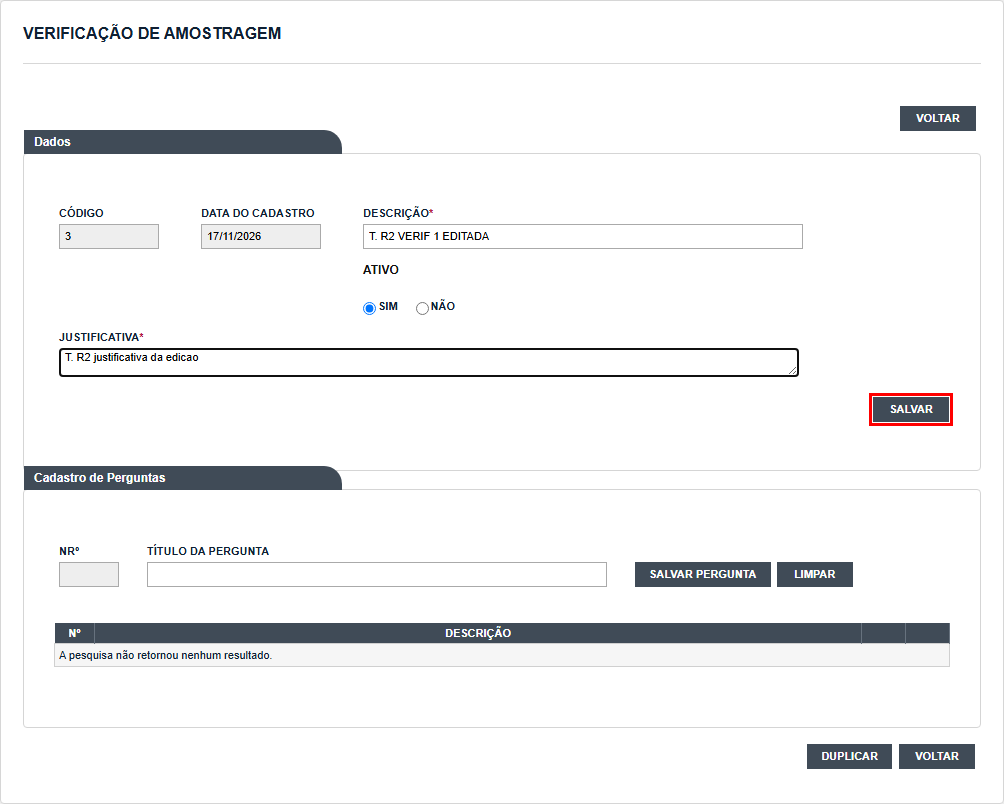 VERIFICAÇÃO DE AMOSTRAGEM
VOLTAR
Dados
CÓDIGO DATA DO CADASTRO DESCRIÇÃO*
3 17/11/2026 T. R2 VERIF 1 EDITADA
ATIVO
SIM NÃO
JUSTIFICATIVA*
T. R2 justificativa da edicao
SALVAR
Cadastro de Perguntas
NRº TÍTULO DA PERGUNTA
SALVAR PERGUNTA LIMPAR
Nº DESCRIÇÃO
A pesquisa não retornou nenhum resultado.
DUPLICAR VOLTAR